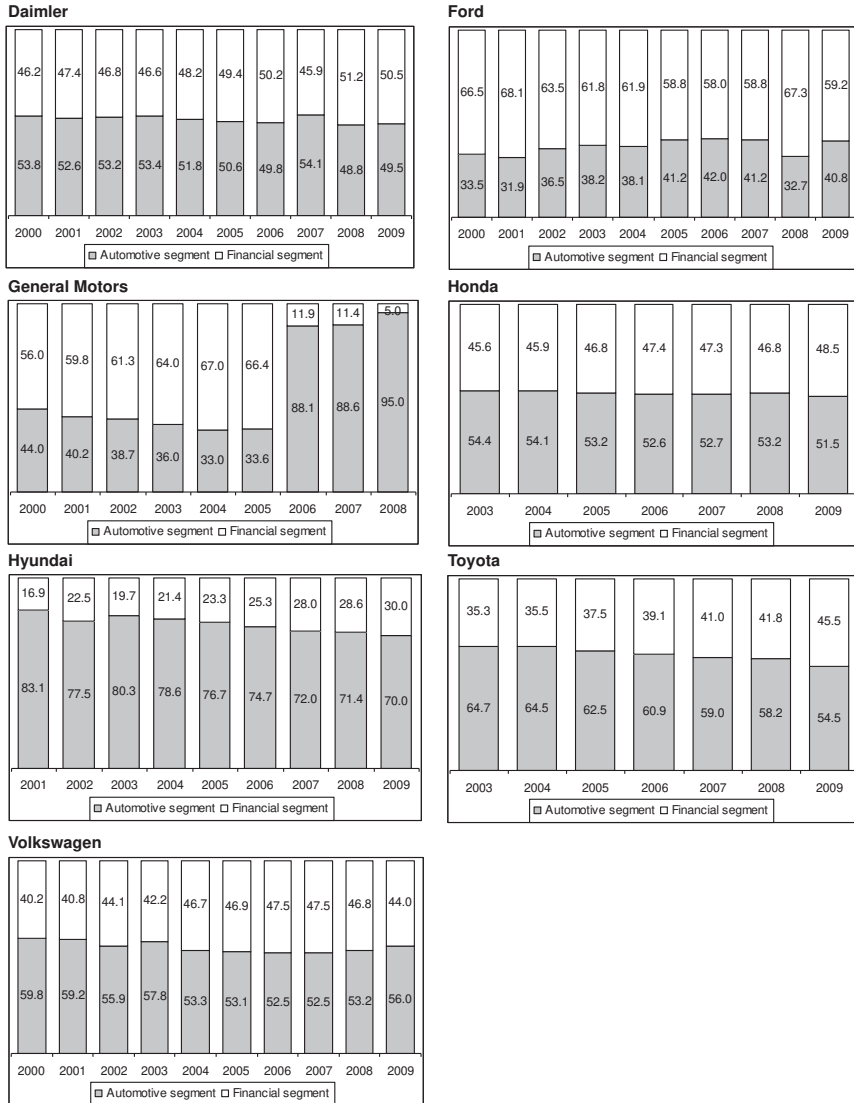 Daimler
46.2 47.4 46.8 46.6 48.2 49.4 50.2 45.9 51.2 50.5
53.8 52.6 53.2 53.4 51.8 50.6 49.8 54.1 48.8 49.5
2000 2001 2002 2003 2004 2005 2006 2007 2008 2009
Automotive segment Financial segment
Ford
66.5 68.1 63.5 61.8 61.9 58.8 58.0 58.8 67.3 59.2
33.5 31.9 36.5 38.2 38.1 41.2 42.0 41.2 32.7 40.8
2000 2001 2002 2003 2004 2005 2006 2007 2008 2009
Automotive segment Financial segment
General Motors
56.0 59.8 61.3 64.0 67.0 66.4 11.9 11.4 5.0
44.0 40.2 38.7 36.0 33.0 33.6 88.1 88.6 95.0
2000 2001 2002 2003 2004 2005 2006 2007 2008
Automotive segment Financial segment
Honda
45.6 45.9 46.8 47.4 47.3 46.8 48.5
54.4 54.1 53.2 52.6 52.7 53.2 51.5
2003 2004 2005 2006 2007 2008 2009
Automotive segment Financial segment
Hyundai
16.9 22.5 19.7 21.4 23.3 25.3 28.0 28.6 30.0
83.1 77.5 80.3 78.6 76.7 74.7 72.0 71.4 70.0
2001 2002 2003 2004 2005 2006 2007 2008 2009
Automotive segment Financial segment
Toyota
35.3 35.5 37.5 39.1 41.0 41.8 45.5
64.7 64.5 62.5 60.9 59.0 58.2 54.5
2003 2004 2005 2006 2007 2008 2009
Automotive segment Financial segment
Volkswagen
40.2 40.8 44.1 42.2 46.7 46.9 47.5 47.5 46.8 44.0
59.8 59.2 55.9 57.8 53.3 53.1 52.5 52.5 53.2 56.0
2000 2001 2002 2003 2004 2005 2006 2007 2008 2009
Automotive segment Financial segment